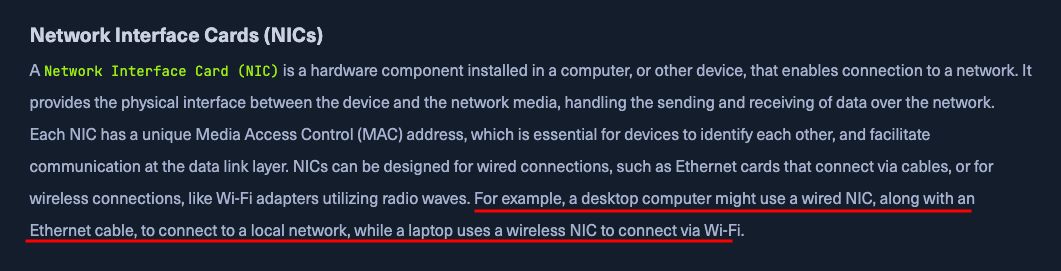 Network Interface Cards (NICs)
A Network Interface Card (NIC) is a hardware component installed in a computer, or other device, that enables connection to a network. It
provides the physical interface between the device and the network media, handling the sending and receiving of data over the network.
Each NIC has a unique Media Access Control (MAC) address, which is essential for devices to identify each other, and facilitate
communication at the data link layer. NICs can be designed for wired connections, such as Ethernet cards that connect via cables, or for
wireless connections, like Wi-Fi adapters utilizing radio waves. For example, a desktop computer might use a wired NIC, along with an
Ethernet cable, to connect to a local network, while a laptop uses a wireless NIC to connect via Wi-Fi.